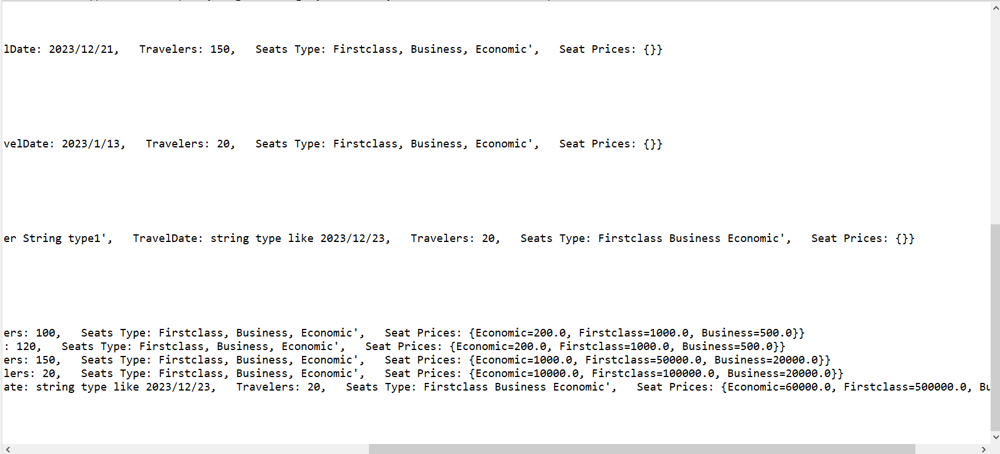 lDate: 2023/12/21,   Travelers: 150,   Seats Type: Firstclass, Business, Economic',   Seat Prices: {}}
velDate: 2023/1/13,   Travelers: 20,   Seats Type: Firstclass, Business, Economic',   Seat Prices: {}}
er String type1',   TravelDate: string type like 2023/12/23,   Travelers: 20,   Seats Type: Firstclass Business Economic',   Seat Prices: {}}
ers: 100,   Seats Type: Firstclass, Business, Economic',   Seat Prices: {Economic=200.0, Firstclass=1000.0, Business=500.0}}
: 120,   Seats Type: Firstclass, Business, Economic',   Seat Prices: {Economic=200.0, Firstclass=1000.0, Business=500.0}}
ers: 150,   Seats Type: Firstclass, Business, Economic',   Seat Prices: {Economic=1000.0, Firstclass=50000.0, Business=20000.0}}
lers: 20,   Seats Type: Firstclass, Business, Economic',   Seat Prices: {Economic=10000.0, Firstclass=100000.0, Business=20000.0}}
ate: string type like 2023/12/23,   Travelers: 20,   Seats Type: Firstclass Business Economic',   Seat Prices: {Economic=60000.0, Firstclass=500000.0, Bu